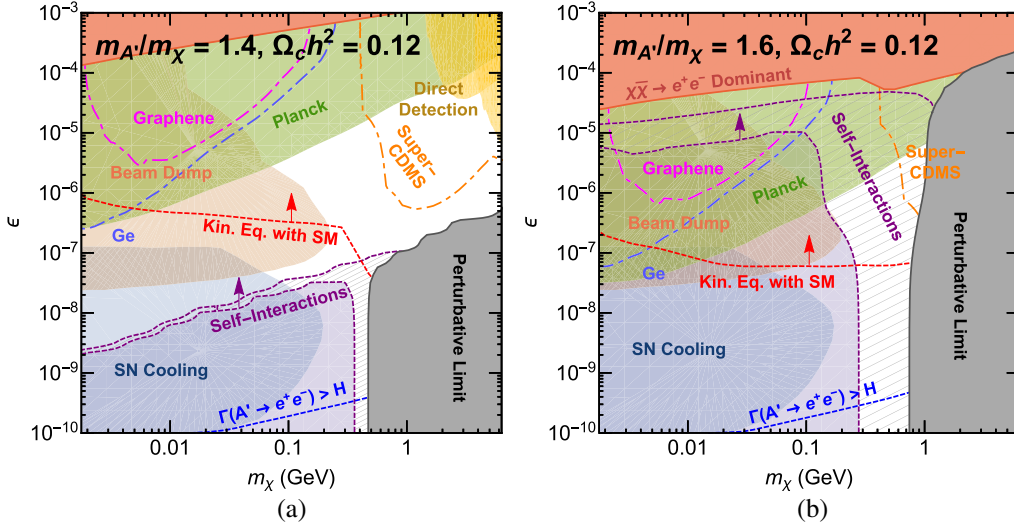 m_A'/m_χ = 1.4, Ω_c h² = 0.12
10⁻³
10⁻⁴
10⁻⁵
10⁻⁶
10⁻⁷
10⁻⁸
10⁻⁹
10⁻¹⁰
ϵ
Graphene
Planck
Direct
Detection
Super–
CDMS
Beam Dump
Ge
Kin. Eq. with SM
Self–Interactions
SN Cooling
Γ(A' → e⁺e⁻) > H
Perturbative Limit
0.01
0.1
1
m_χ (GeV)
(a)
m_A'/m_χ = 1.6, Ω_c h² = 0.12
10⁻³
10⁻⁴
10⁻⁵
10⁻⁶
10⁻⁷
10⁻⁸
10⁻⁹
10⁻¹⁰
ϵ
χχ̅ → e⁺e⁻ Dominant
Graphene
Planck
Self–Interactions
Super–
CDMS
Beam Dump
Ge
Kin. Eq. with SM
SN Cooling
Γ(A' → e⁺e⁻) > H
Perturbative Limit
0.01
0.1
1
m_χ (GeV)
(b)